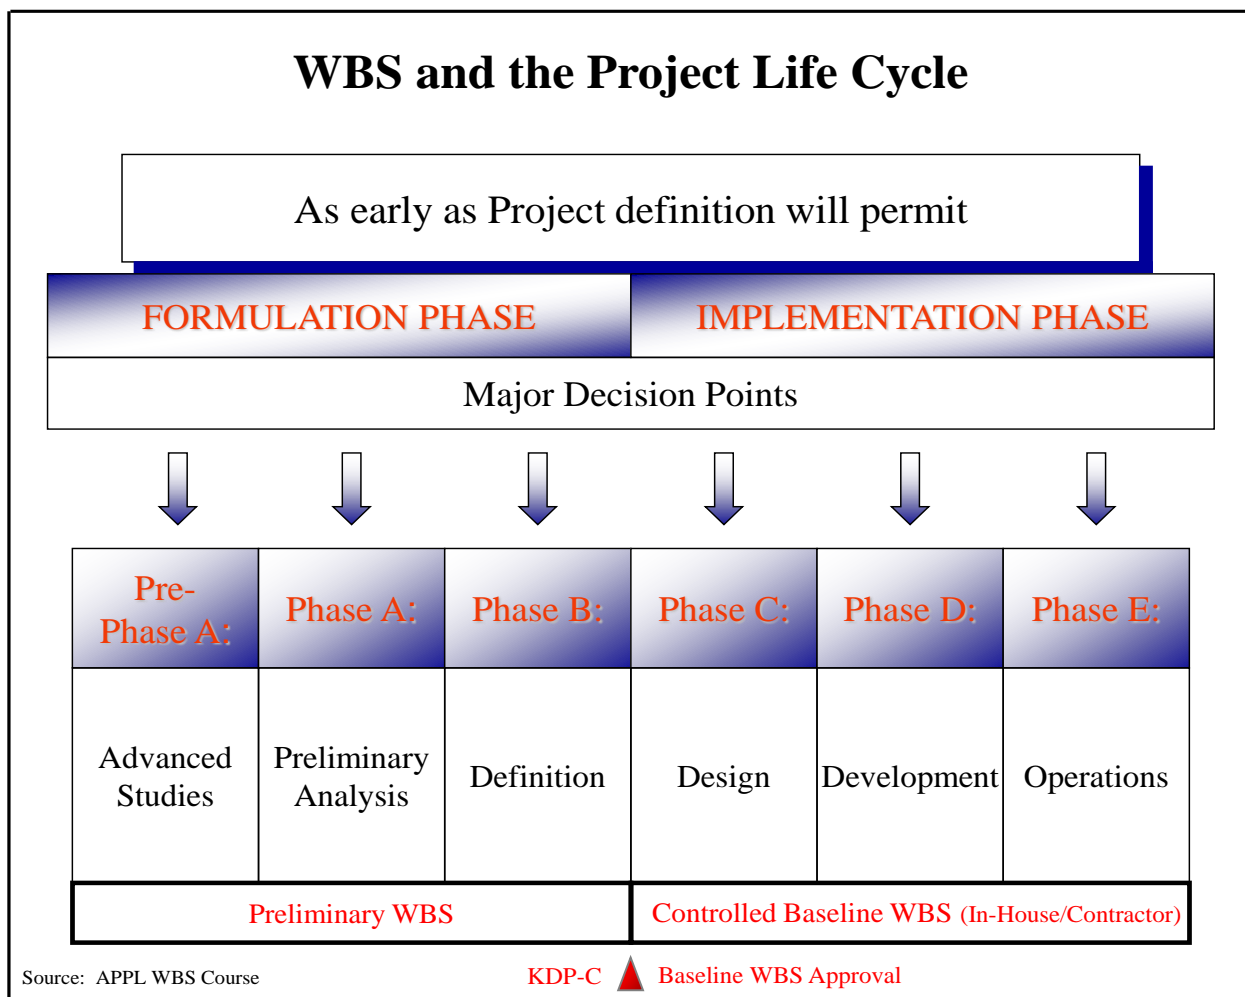 WBS and the Project Life Cycle
As early as Project definition will permit
FORMULATION PHASE
IMPLEMENTATION PHASE
Major Decision Points
Pre-
Phase A:
Phase A:
Phase B:
Phase C:
Phase D:
Phase E:
Advanced
Studies
Preliminary
Analysis
Definition
Design
Development
Operations
Preliminary WBS
Controlled Baseline WBS (In-House/Contractor)
Source:  APPL WBS Course
KDP-C
Baseline WBS Approval